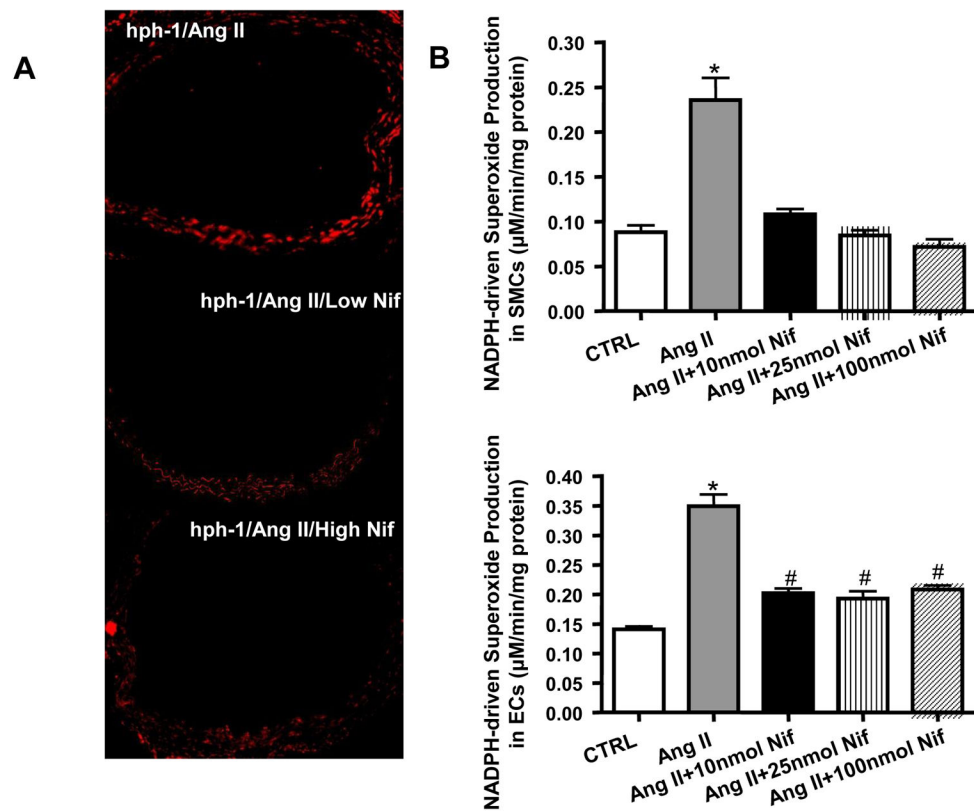 A
hph-1/Ang II
hph-1/Ang II/Low Nif
hph-1/Ang II/High Nif
B
NADPH-driven Superoxide Production
in SMCs (µM/min/mg protein)
0.30
0.25
0.20
0.15
0.10
0.05
0.00
*
CTRL
Ang II
Ang II+10nmol Nif
Ang II+25nmol Nif
Ang II+100nmol Nif
NADPH-driven Superoxide Production
in ECs (µM/min/mg protein)
0.40
0.35
0.30
0.25
0.20
0.15
0.10
0.05
0.00
*
#
#
#
CTRL
Ang II
Ang II+10nmol Nif
Ang II+25nmol Nif
Ang II+100nmol Nif